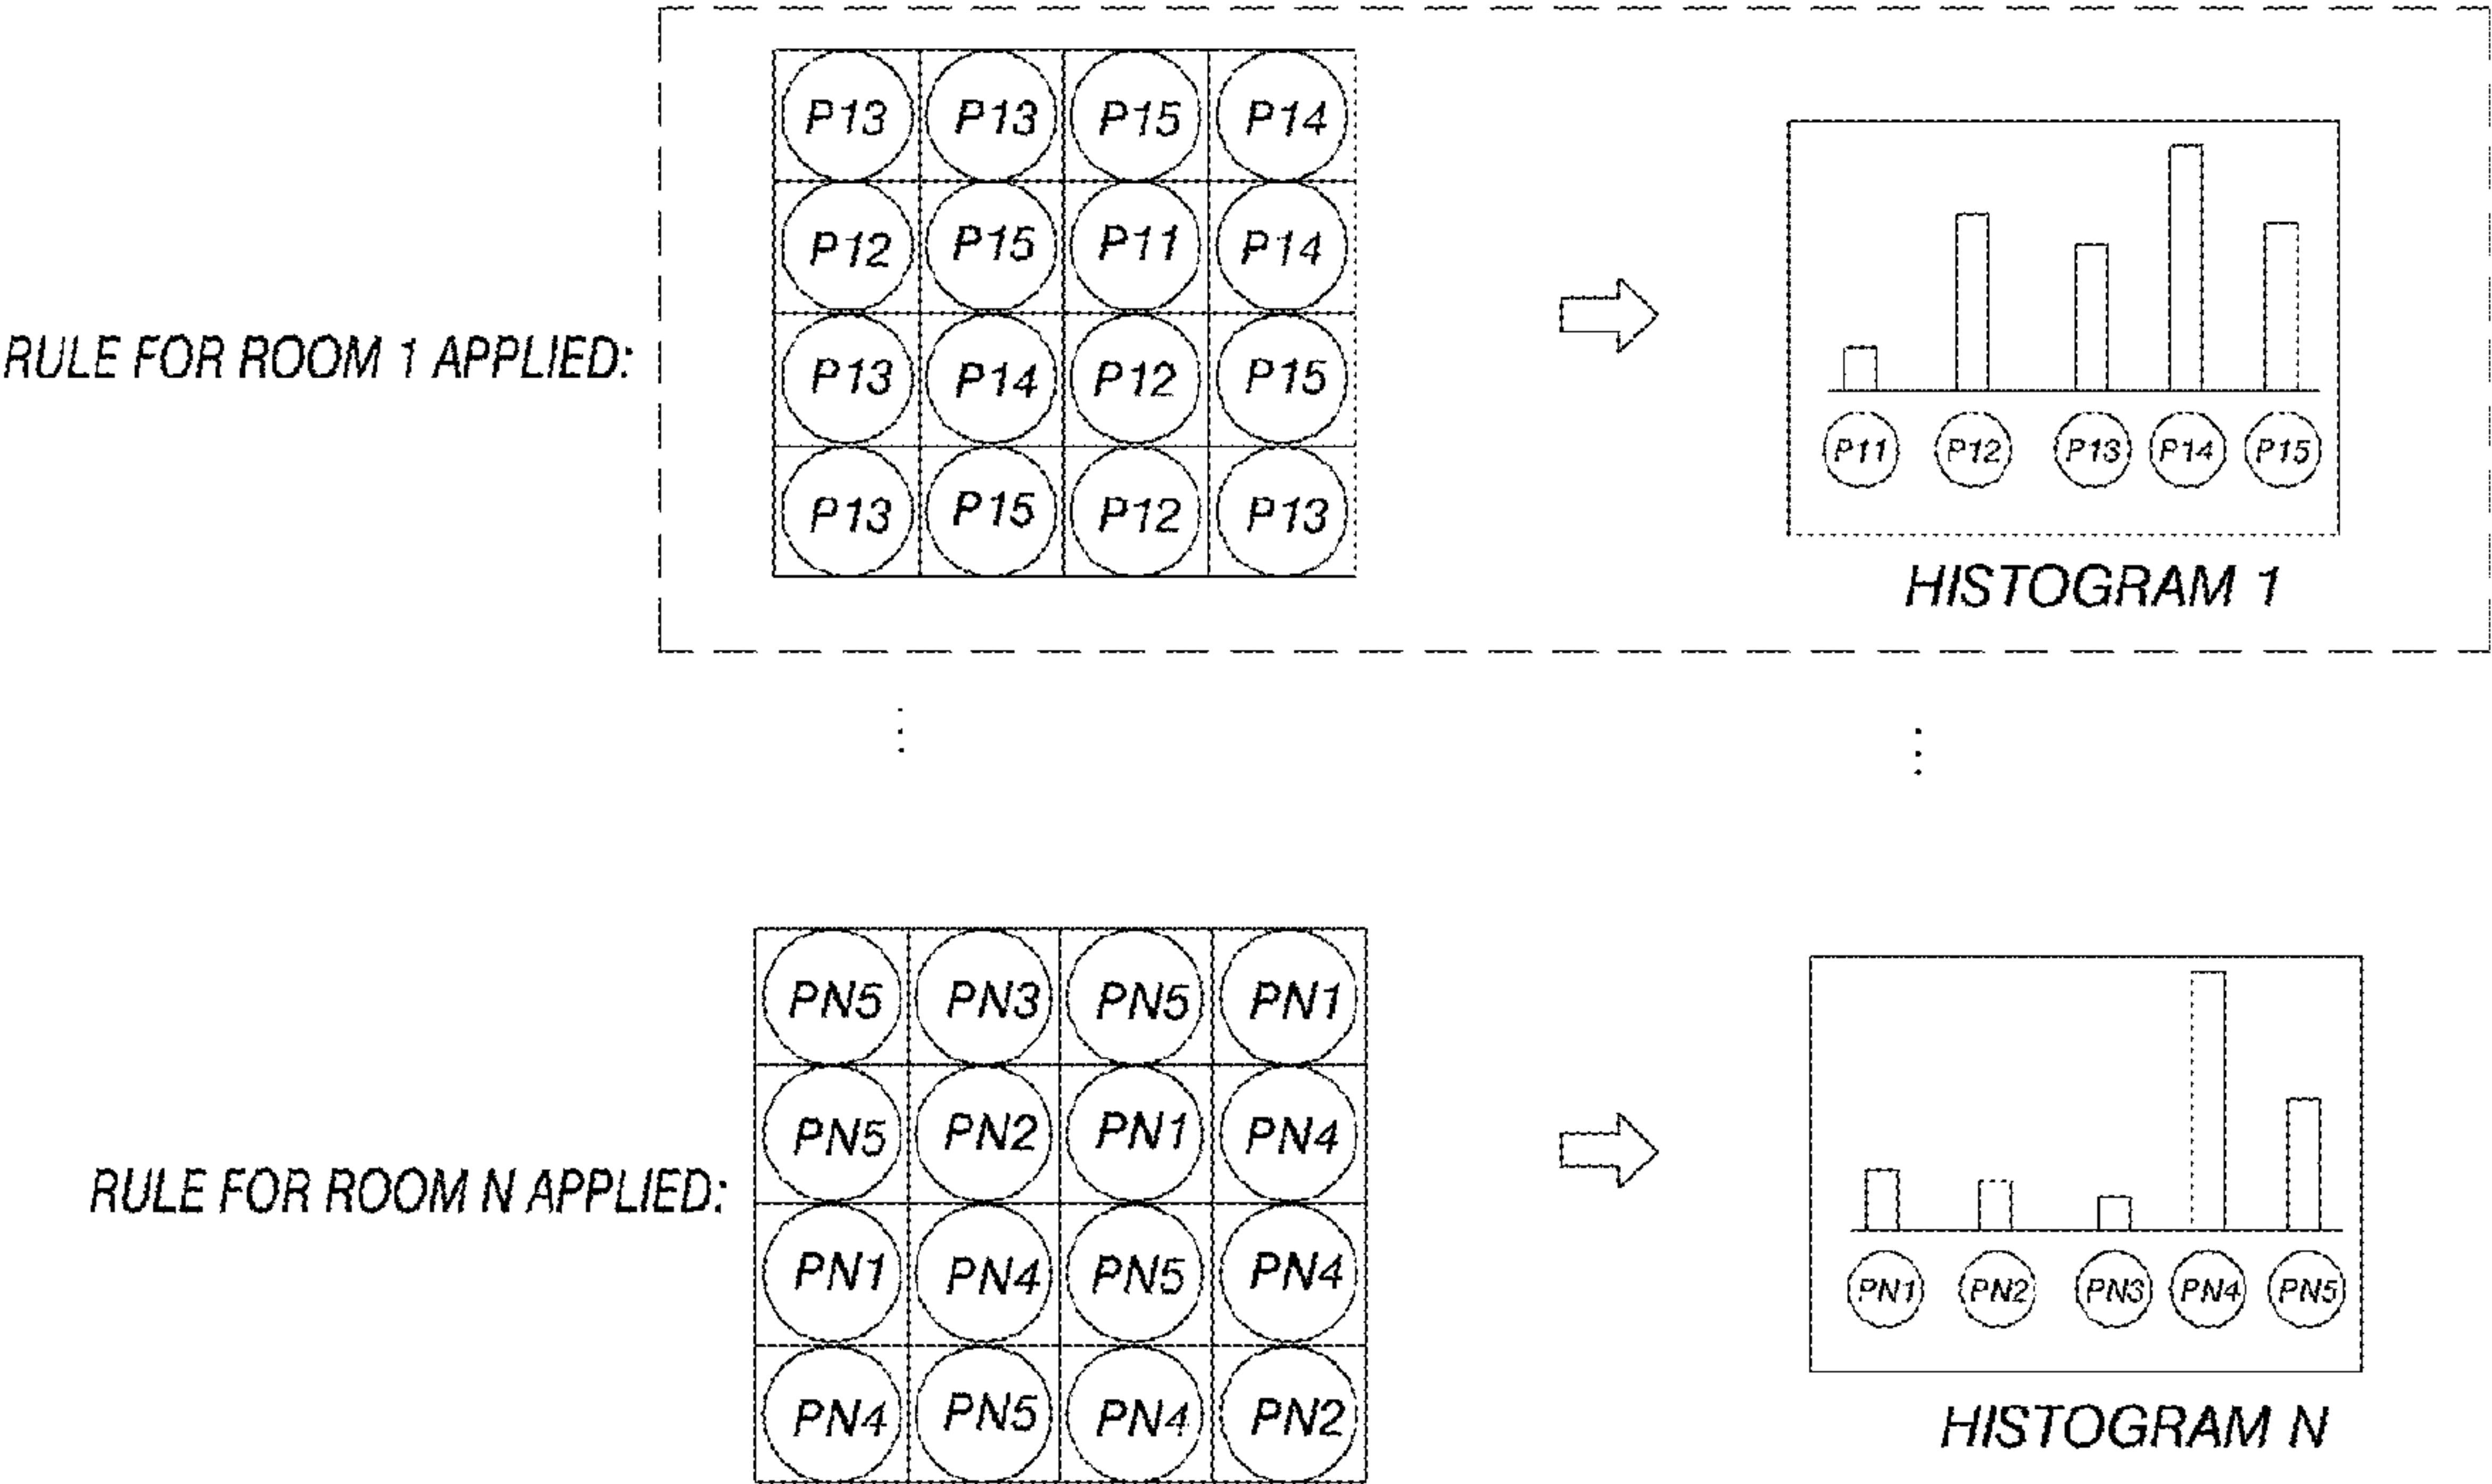 P13 P13 P15 P14
P12 P15 P11 P14
RULE FOR ROOM 1 APPLIED:
P13 P14 P12 P15
P13 P15 P12 P13
P11 P12 P13 P14 P15
HISTOGRAM 1
PN5 PN3 PN5 PN1
PN5 PN2 PN1 PN4
RULE FOR ROOM N APPLIED:
PN1 PN4 PN5 PN4
PN4 PN5 PN4 PN2
PN1 PN2 PN3 PN4 PN5
HISTOGRAM N